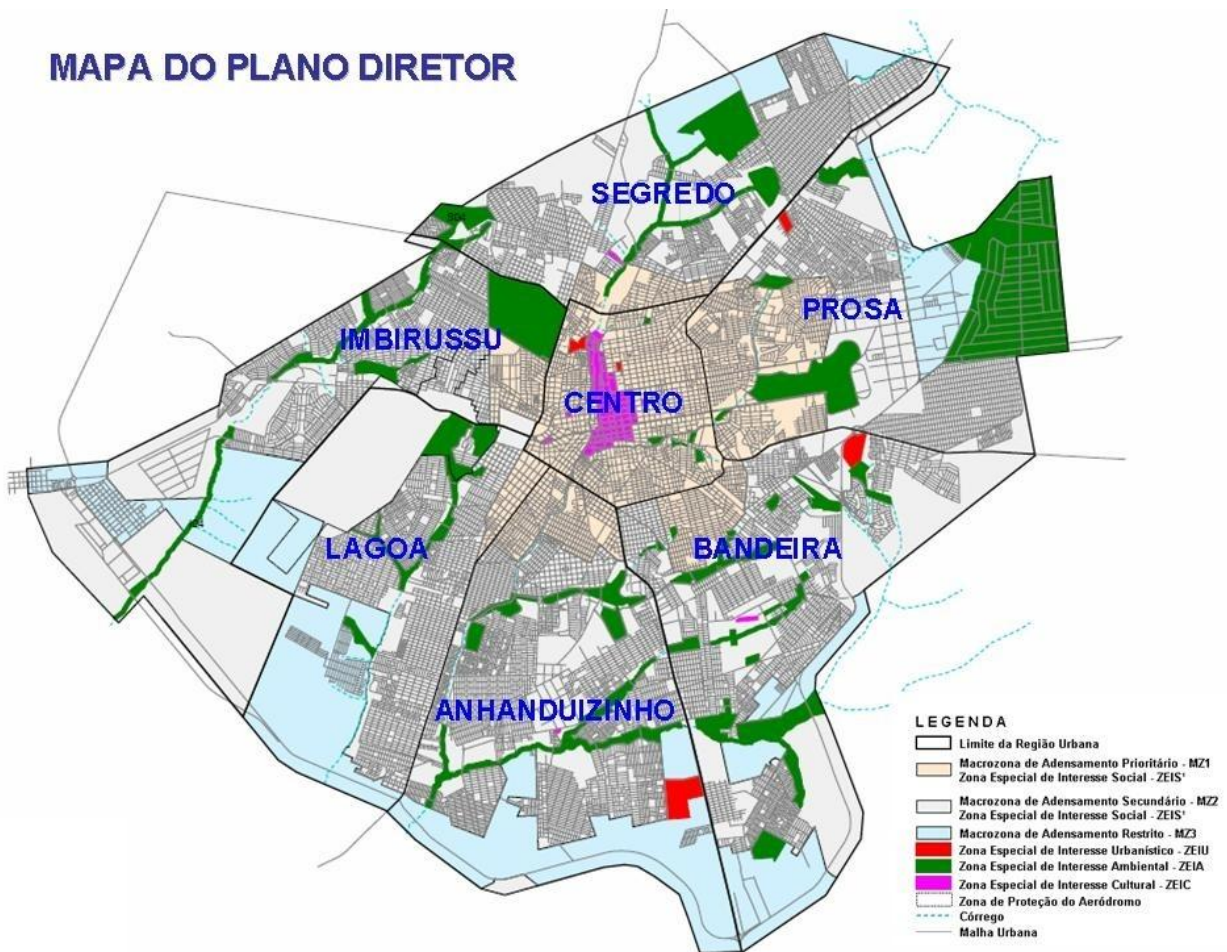 MAPA DO PLANO DIRETOR
SEGREDO
PROSA
IMBIRUSSU
CENTRO
LAGOA
BANDEIRA
ANHANDUIZINHO
LEGENDA
Limite da Região Urbana
Macrozona de Adensamento Prioritário - MZ1
Zona Especial de Interesse Social - ZEIS'
Macrozona de Adensamento Secundário - MZ2
Zona Especial de Interesse Social - ZEIS'
Macrozona de Adensamento Restrito - MZ3
Zona Especial de Interesse Urbanístico - ZEIU
Zona Especial de Interesse Ambiental - ZEIA
Zona Especial de Interesse Cultural - ZEIC
Zona de Proteção do Aeródromo
Córrego
Malha Urbana